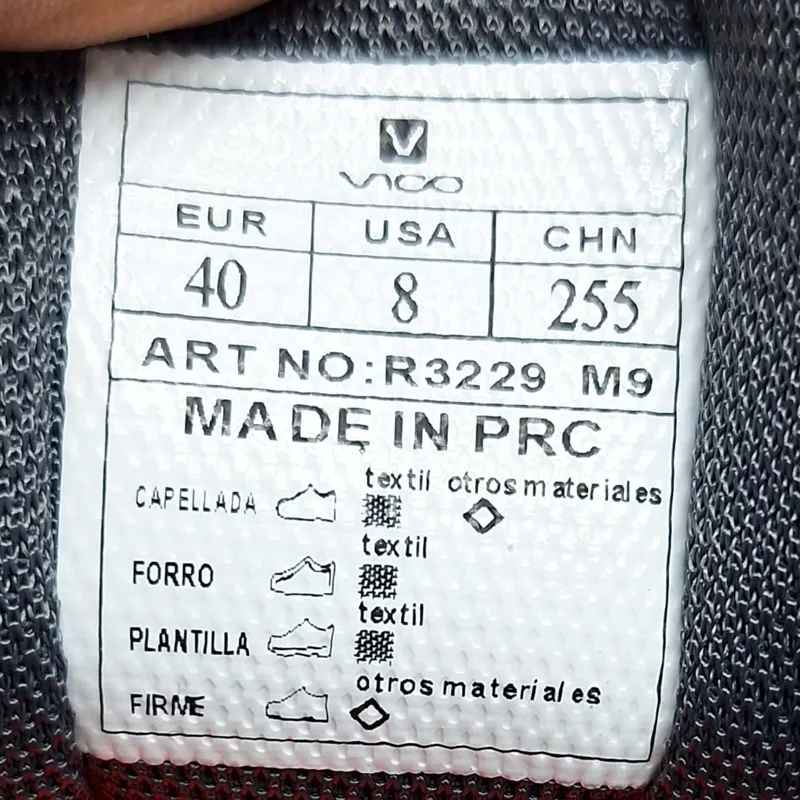 V
VICO
EUR USA CHN
40 8 255
ART NO:R3229 M9
MADE IN PRC
CAPELLADA textil otros materiales
FORRO textil
PLANTILLA textil
FIRME otros materiales